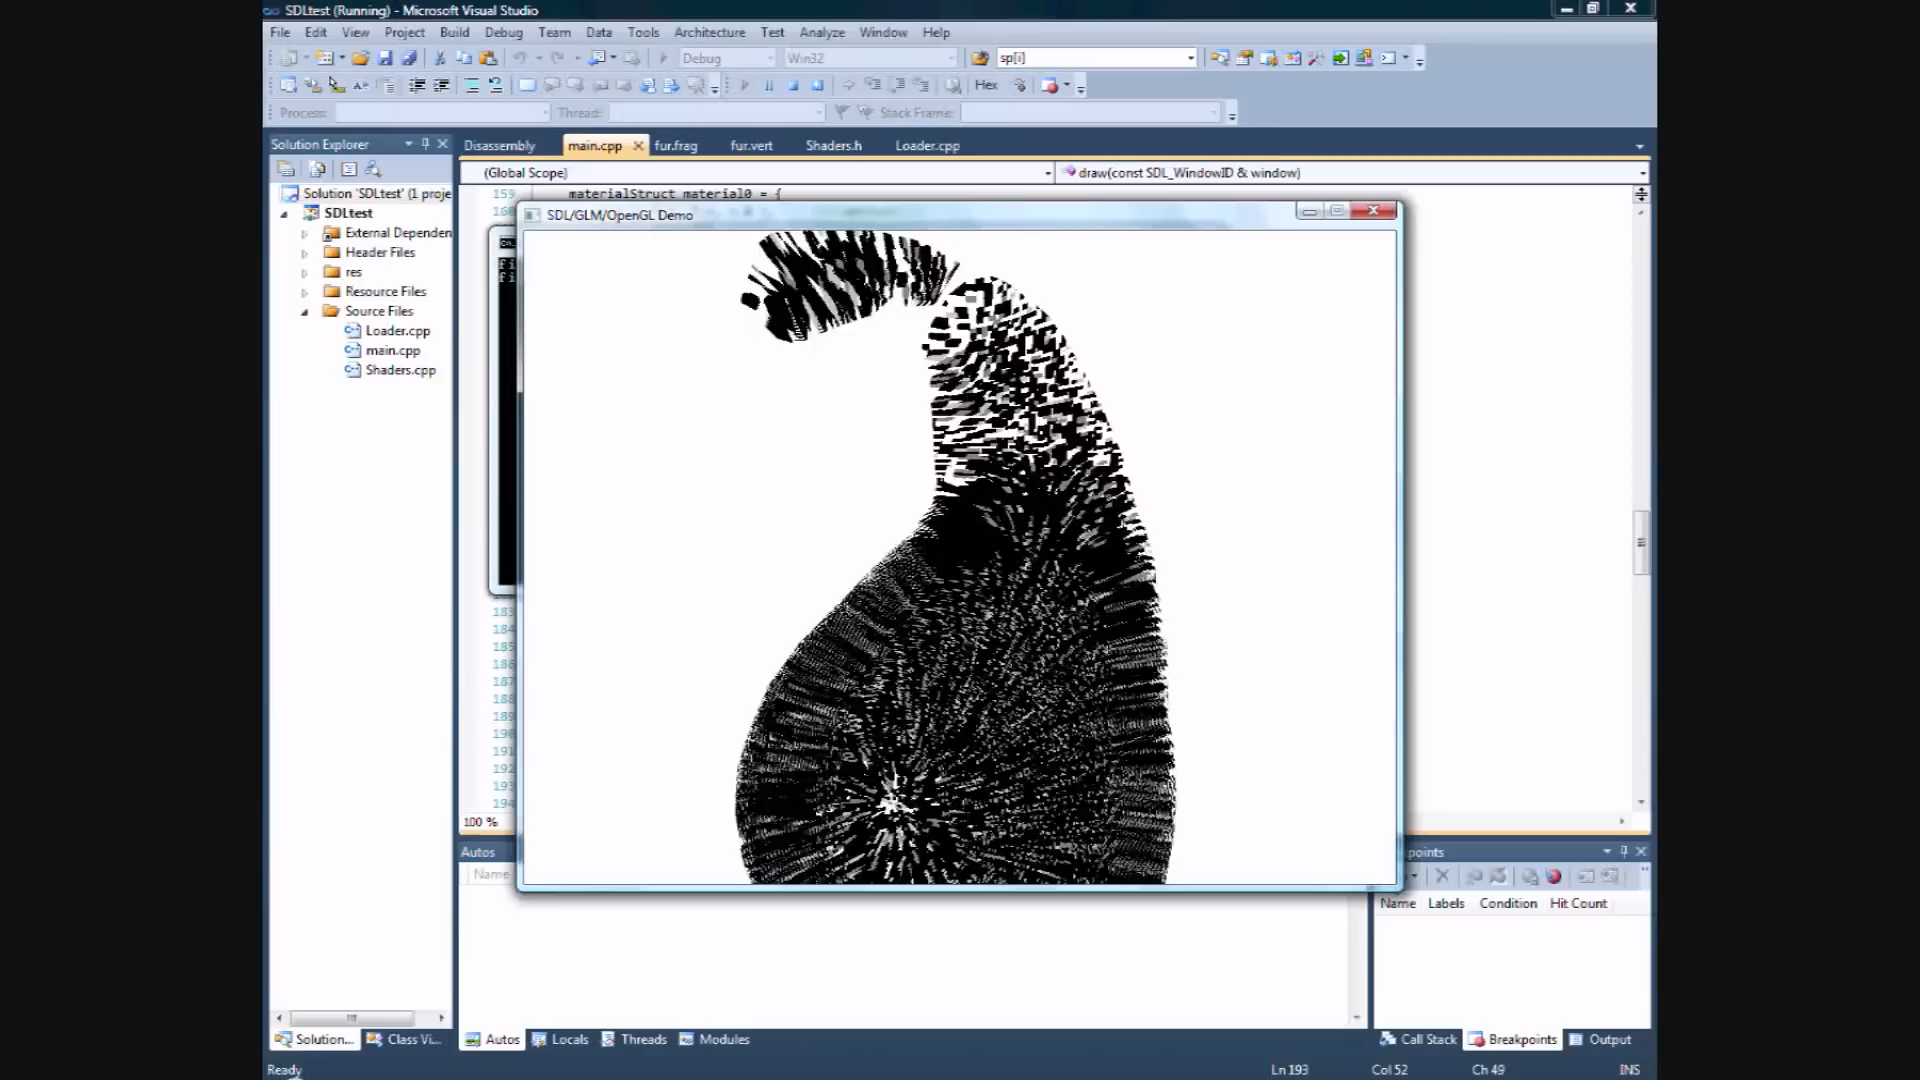 SDLtest (Running) - Microsoft Visual Studio
File Edit View Project Build Debug Team Data Tools Architecture Test Analyze Window Help
Debug Win32 sp[i]
Hex
Process: Thread: Stack Frame:
Solution Explorer
Disassembly main.cpp fur.frag fur.vert Shaders.h Loader.cpp
(Global Scope) draw(const SDL_WindowID & window)
Solution 'SDLtest' (1 proje
SDLtest
External Dependen
Header Files
res
Resource Files
Source Files
Loader.cpp
main.cpp
Shaders.cpp
159 materialStruct material0 = {
160
SDL/GLM/OpenGL Demo
183
184
185
186
187
188
189
190
191
192
193
194
100 %
Autos
Name
points
Name Labels Condition Hit Count
Solution... Class Vi...
Autos Locals Threads Modules
Call Stack Breakpoints Output
Ready Ln 193 Col 52 Ch 49 INS